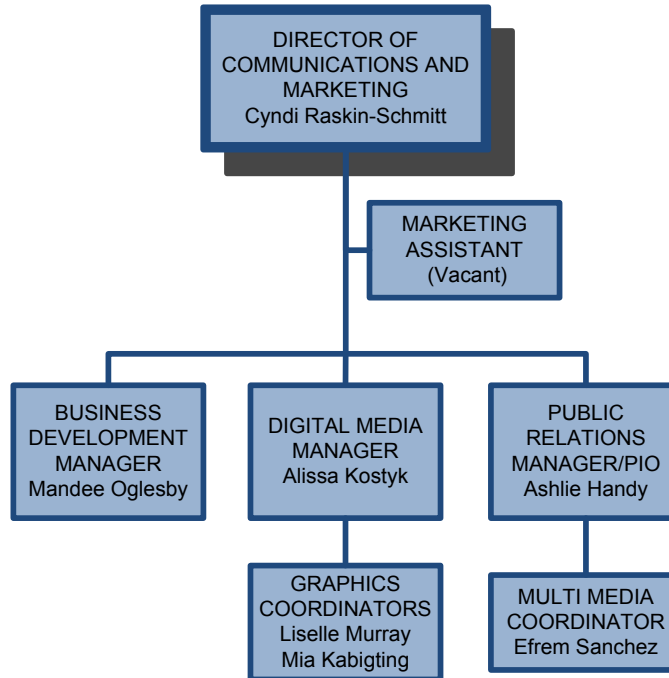 DIRECTOR OF
COMMUNICATIONS AND
MARKETING
Cyndi Raskin-Schmitt
MARKETING
ASSISTANT
(Vacant)
BUSINESS
DEVELOPMENT
MANAGER
Mandee Oglesby
DIGITAL MEDIA
MANAGER
Alissa Kostyk
PUBLIC
RELATIONS
MANAGER/PIO
Ashlie Handy
GRAPHICS
COORDINATORS
Liselle Murray
Mia Kabigting
MULTI MEDIA
COORDINATOR
Efrem Sanchez